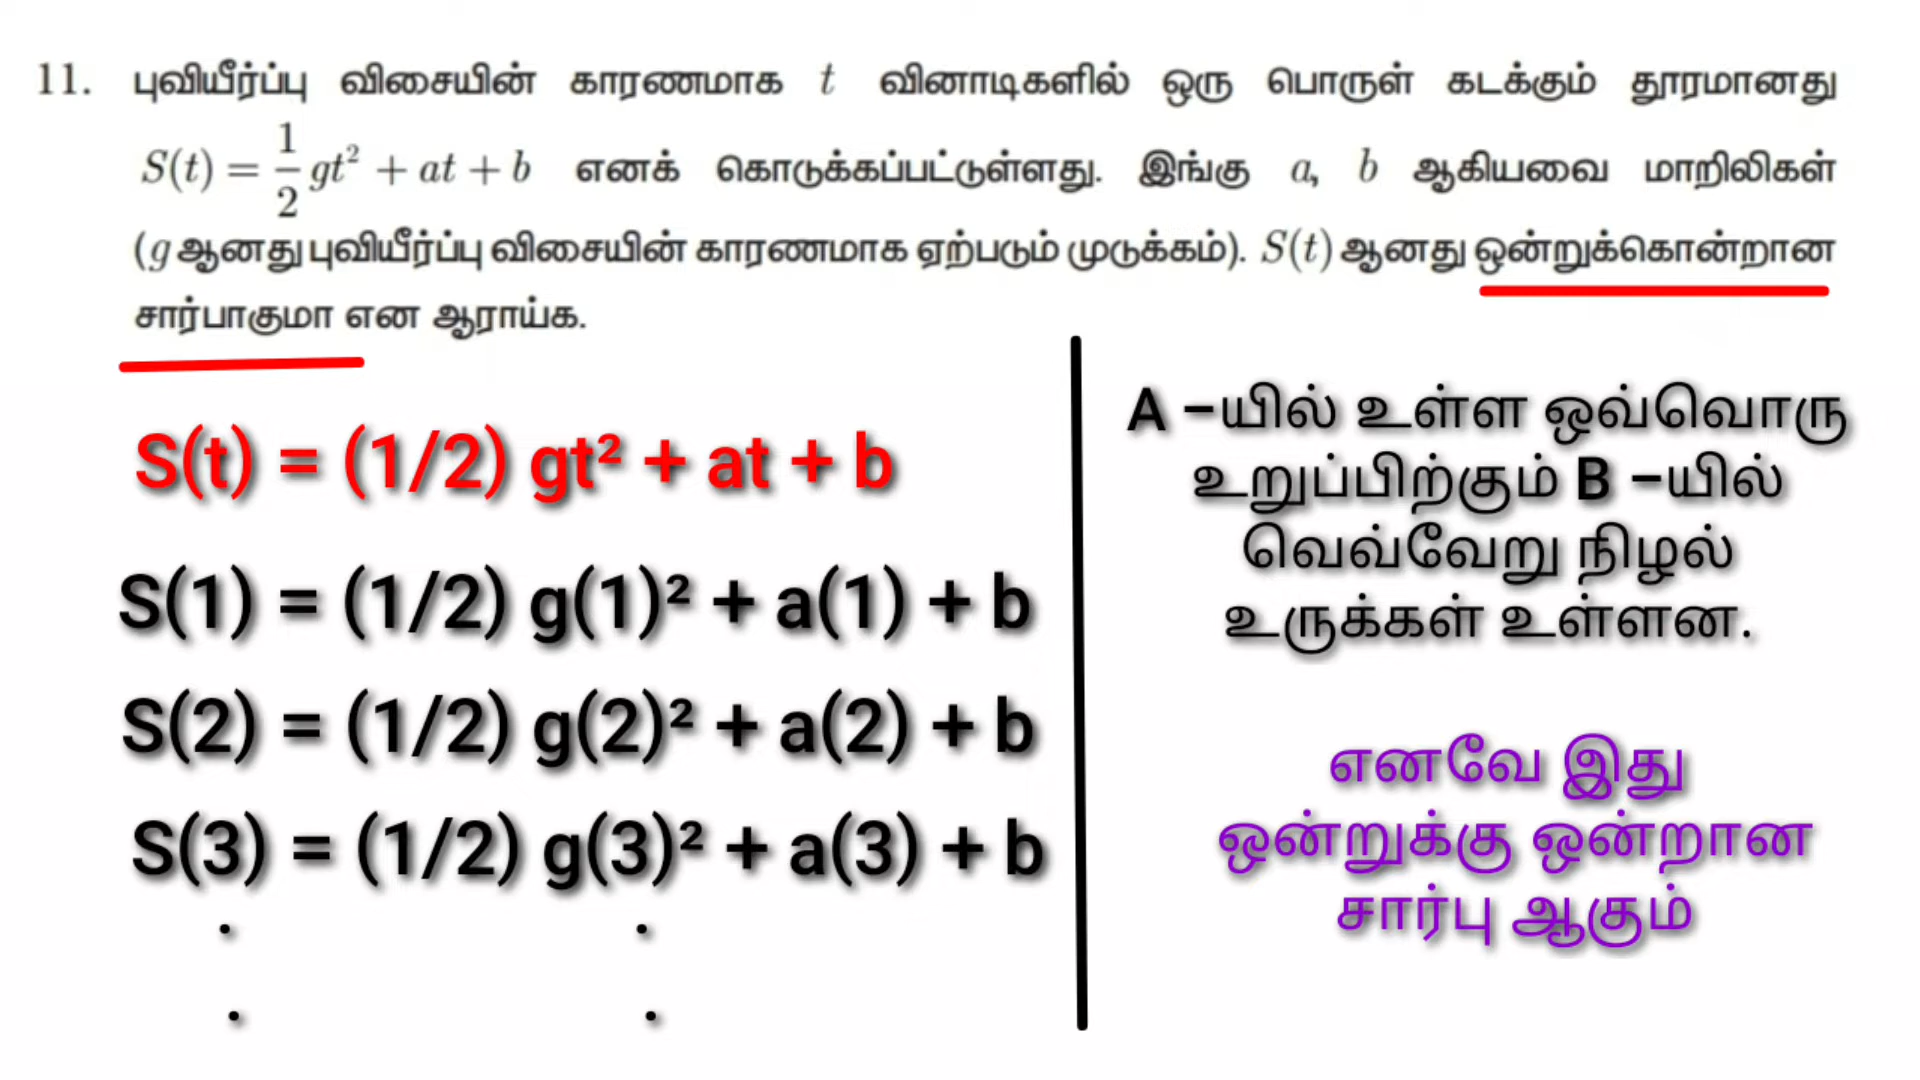 11. புவியீர்ப்பு விசையின் காரணமாக t வினாடிகளில் ஒரு பொருள் கடக்கும் தூரமானது
S(t) = 1/2 gt² + at + b எனக் கொடுக்கப்பட்டுள்ளது. இங்கு a, b ஆகியவை மாறிலிகள்
(g ஆனது புவியீர்ப்பு விசையின் காரணமாக ஏற்படும் முடுக்கம்). S(t) ஆனது ஒன்றுக்கொன்றான
சார்பாகுமா என ஆராய்க.
S(t) = (1/2) gt² + at + b
S(1) = (1/2) g(1)² + a(1) + b
S(2) = (1/2) g(2)² + a(2) + b
S(3) = (1/2) g(3)² + a(3) + b
. .
. .
A –யில் உள்ள ஒவ்வொரு
உறுப்பிற்கும் B –யில்
வெவ்வேறு நிழல்
உருக்கள் உள்ளன.
எனவே இது
ஒன்றுக்கு ஒன்றான
சார்பு ஆகும்